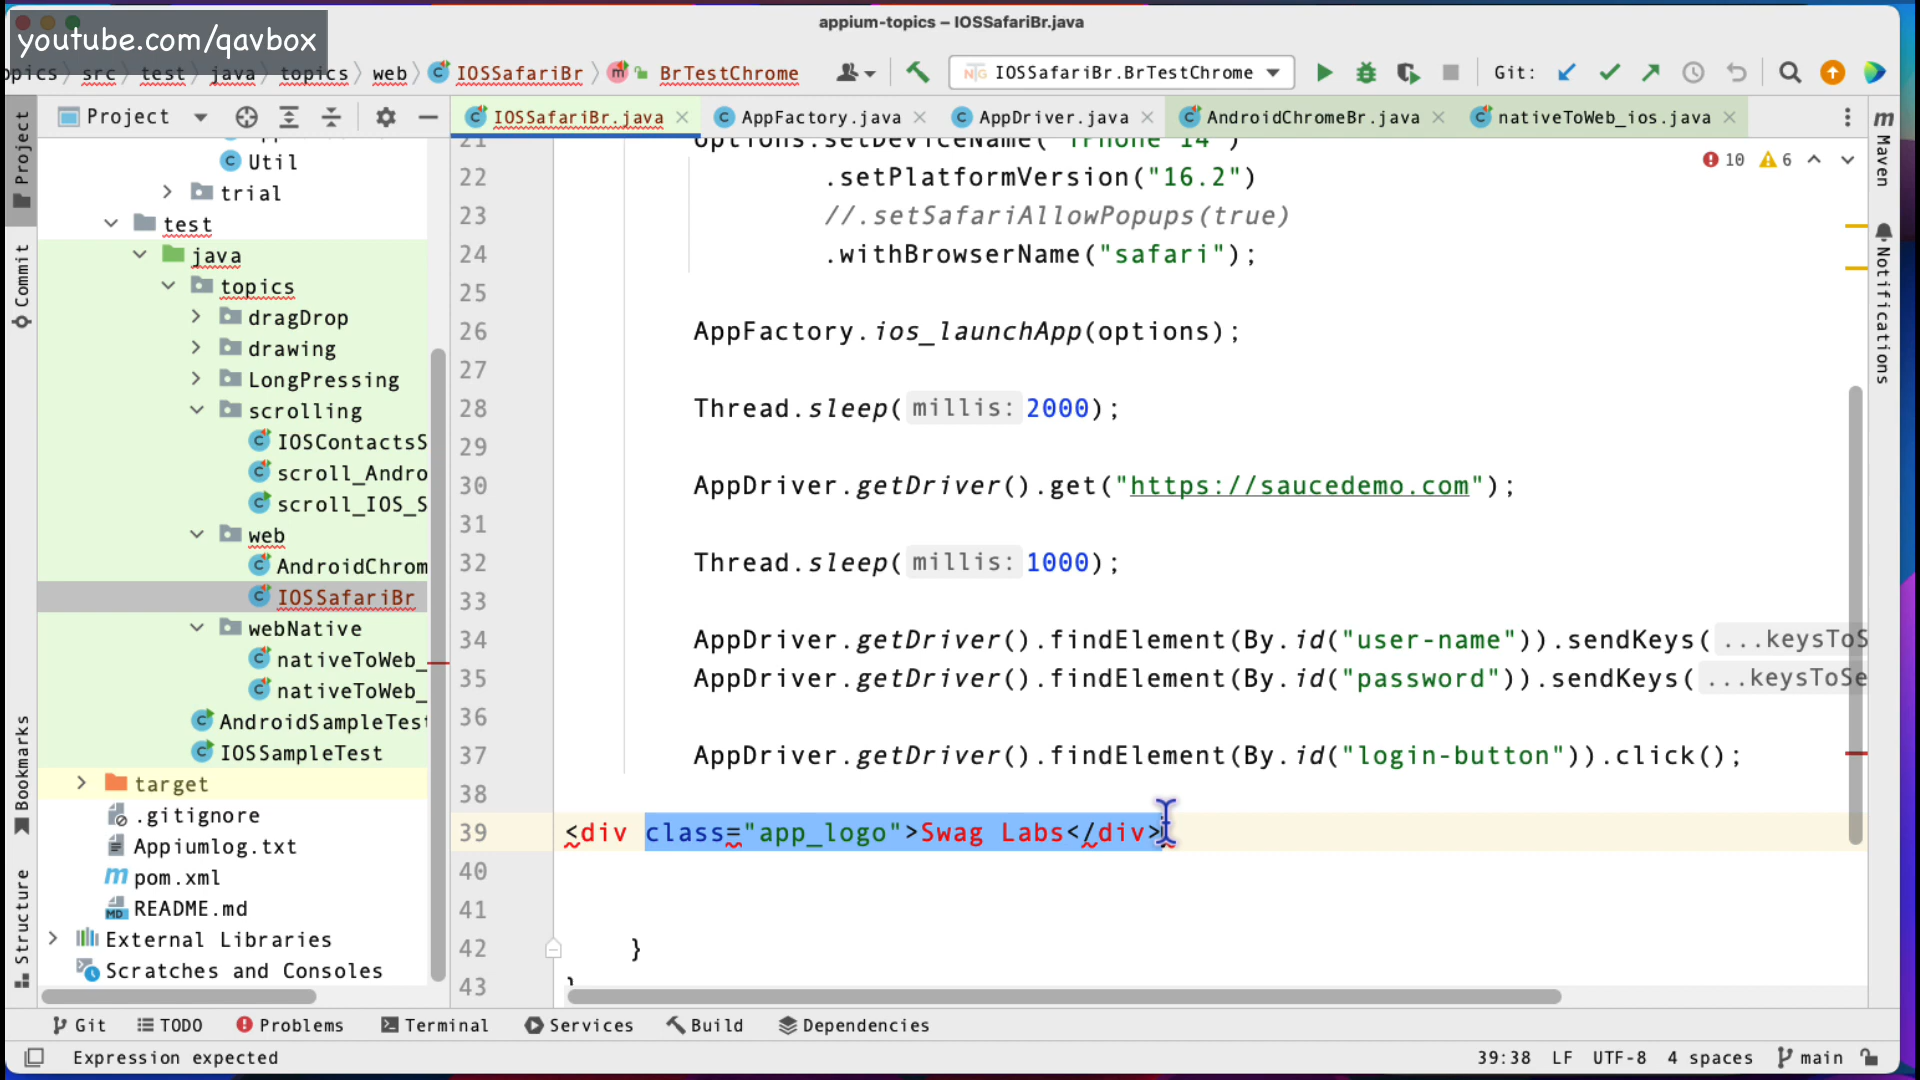 appium-topics – IOSSafariBr.java
youtube.com/qavbox
src test java topics web IOSSafariBr BrTestChrome
IOSSafariBr.BrTestChrome
Git:
Project
IOSSafariBr.java
AppFactory.java
AppDriver.java
AndroidChromeBr.java
nativeToWeb_ios.java
10 6
Project
Commit
Bookmarks
Structure
Maven
Notifications
Util
trial
test
java
topics
dragDrop
drawing
LongPressing
scrolling
IOSContactsS
scroll_Andro
scroll_IOS_S
web
AndroidChrom
IOSSafariBr
webNative
nativeToWeb_
nativeToWeb_
AndroidSampleTest
IOSSampleTest
target
.gitignore
Appiumlog.txt
pom.xml
README.md
External Libraries
Scratches and Consoles
21 options.setDeviceName("iPhone 14")
22 .setPlatformVersion("16.2")
23 //.setSafariAllowPopups(true)
24 .withBrowserName("safari");
25
26 AppFactory.ios_launchApp(options);
27
28 Thread.sleep( millis: 2000);
29
30 AppDriver.getDriver().get("https://saucedemo.com");
31
32 Thread.sleep( millis: 1000);
33
34 AppDriver.getDriver().findElement(By.id("user-name")).sendKeys( ...keysToS
35 AppDriver.getDriver().findElement(By.id("password")).sendKeys( ...keysToSe
36
37 AppDriver.getDriver().findElement(By.id("login-button")).click();
38
39 <div class="app_logo">Swag Labs</div>
40
41
42 }
43 }
Git TODO Problems Terminal Services Build Dependencies
Expression expected
39:38 LF UTF-8 4 spaces main